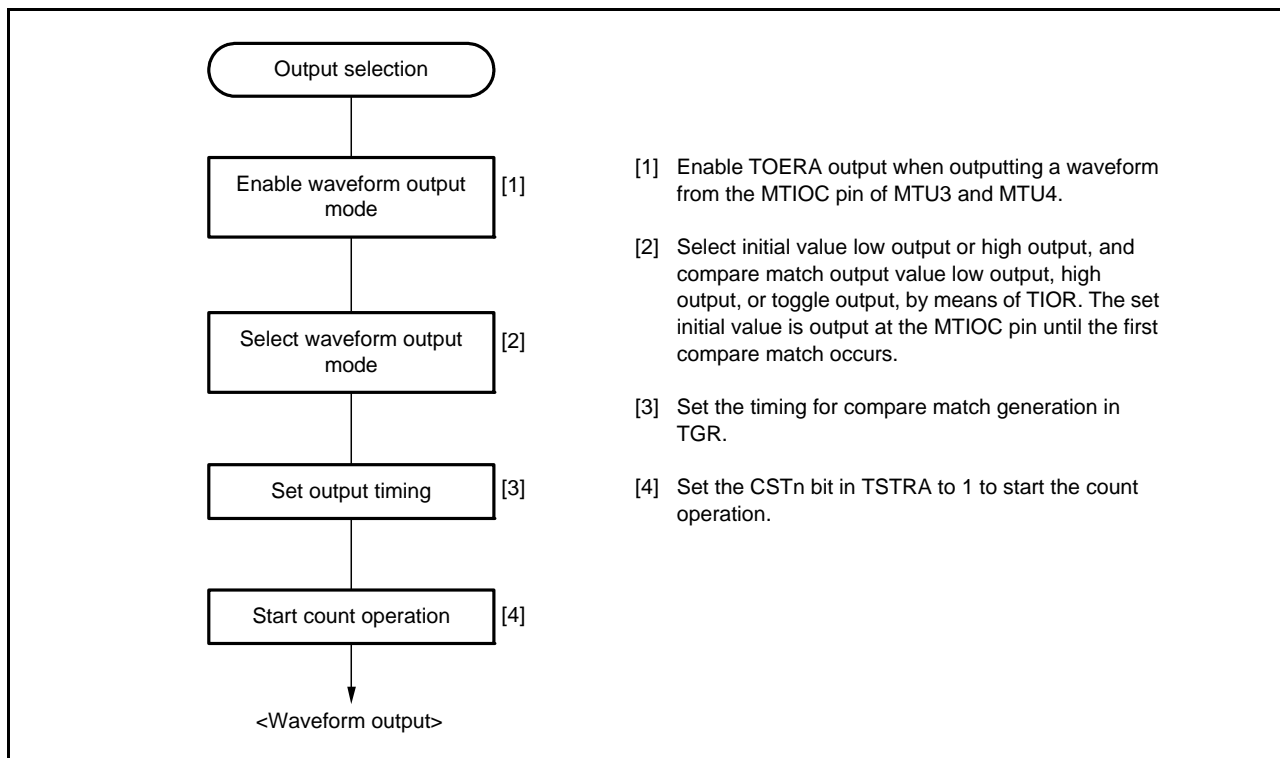 Output selection
Enable waveform output
mode
[1]
Select waveform output
mode
[2]
Set output timing
[3]
Start count operation
[4]
<Waveform output>
[1] Enable TOERA output when outputting a waveform
from the MTIOC pin of MTU3 and MTU4.
[2] Select initial value low output or high output, and
compare match output value low output, high
output, or toggle output, by means of TIOR. The set
initial value is output at the MTIOC pin until the first
compare match occurs.
[3] Set the timing for compare match generation in
TGR.
[4] Set the CSTn bit in TSTRA to 1 to start the count
operation.